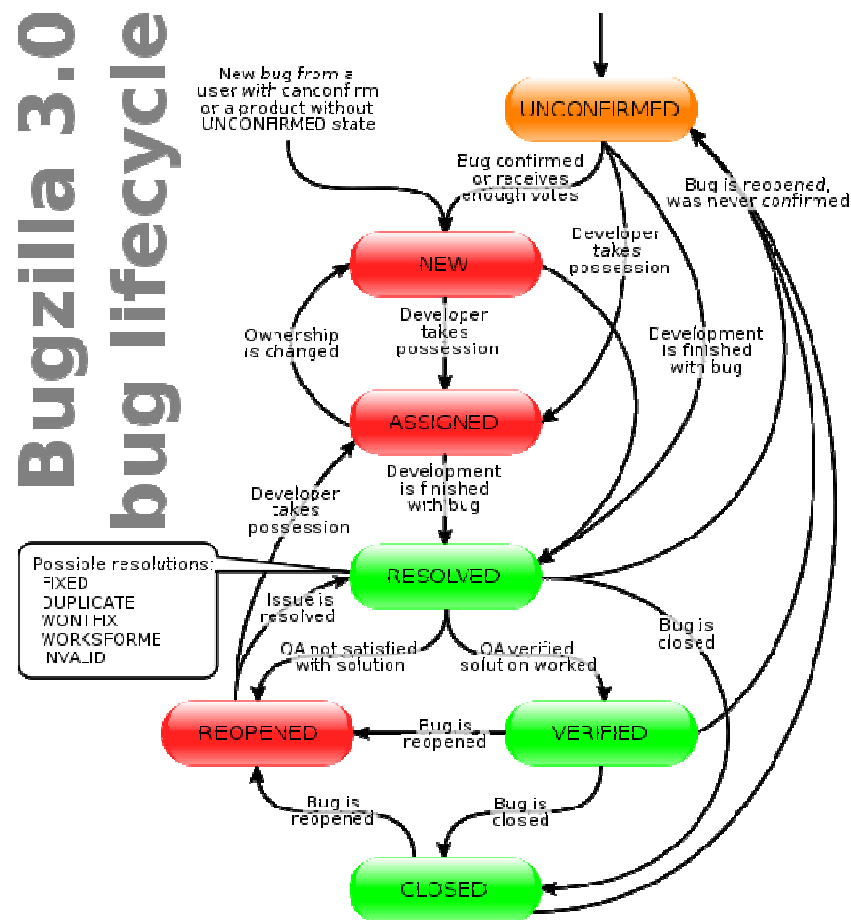 Bugzilla 3.0
bug lifecycle
New bug from a
user with canconfirm
or a product without
UNCONFIRMED state
UNCONFIRMED
Bug confirmed
or receives
enough votes
Bug is reopened,
was never confirmed
Developer
takes
possession
NEW
Developer
takes
possession
Ownership
is changed
Development
is finished
with bug
ASSIGNED
Development
is finished
with bug
Developer
takes
possession
Possible resolutions:
FIXED
DUPLICATE
WONTFIX
WORKSFORME
INVALID
RESOLVED
Issue is
resolved
Bug is
closed
QA not satisfied
with solution
QA verified
solution worked
REOPENED
Bug is
reopened
VERIFIED
Bug is
reopened
Bug is
closed
CLOSED